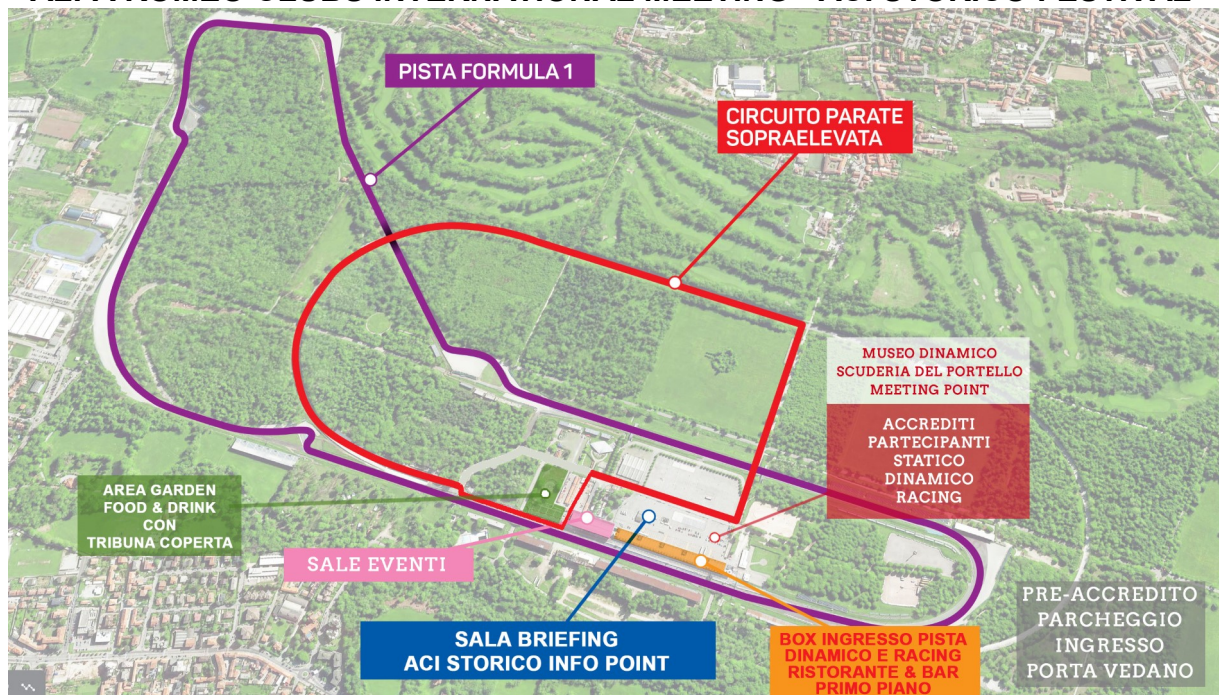 PISTA FORMULA 1
CIRCUITO PARATE
SOPRAELEVATA
MUSEO DINAMICO
SCUDERIA DEL PORTELLO
MEETING POINT
ACCREDITI
PARTECIPANTI
STATICO
DINAMICO
RACING
AREA GARDEN
FOOD & DRINK
CON
TRIBUNA COPERTA
SALE EVENTI
SALA BRIEFING
ACI STORICO INFO POINT
BOX INGRESSO PISTA
DINAMICO E RACING
RISTORANTE & BAR
PRIMO PIANO
PRE-ACCREDITO
PARCHEGGIO
INGRESSO
PORTA VEDANO